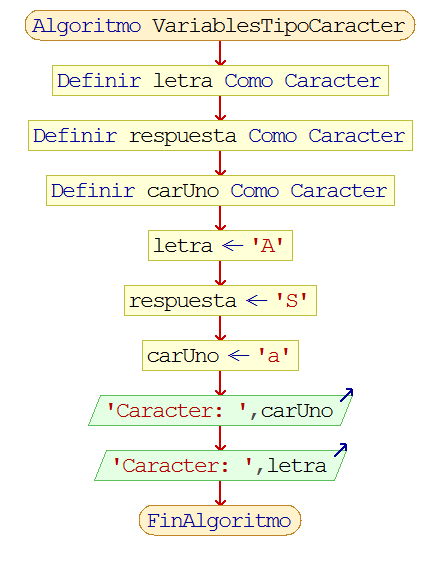 Algoritmo VariablesTipoCaracter
Definir letra Como Caracter
Definir respuesta Como Caracter
Definir carUno Como Caracter
letra ← 'A'
respuesta ← 'S'
carUno ← 'a'
'Caracter: ',carUno
'Caracter: ',letra
FinAlgoritmo